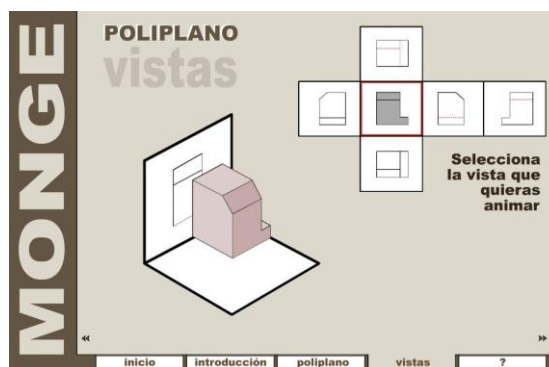 MONGE
POLIPLANO
vistas
Selecciona
la vista que
quieras
animar
«
»
inicio
introducción
poliplano
vistas
?